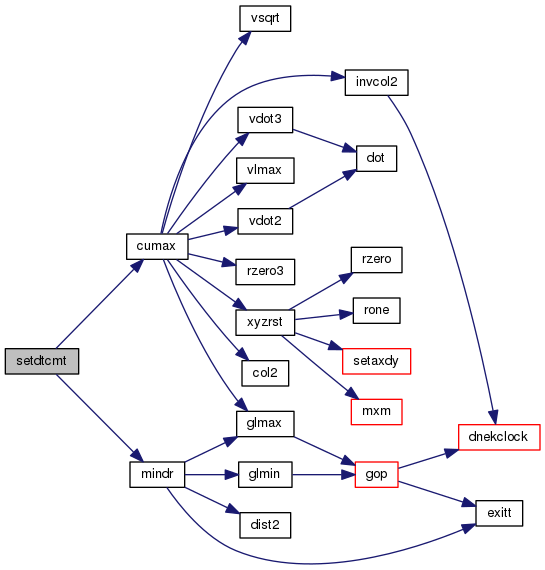 vsqrt
invcol2
vdot3
dot
vlmax
vdot2
cumax
rzero
rzero3
rone
xyzrst
setdtcmt
setaxdy
col2
mxm
glmax
dnekclock
mindr
glmin
gop
exitt
dist2